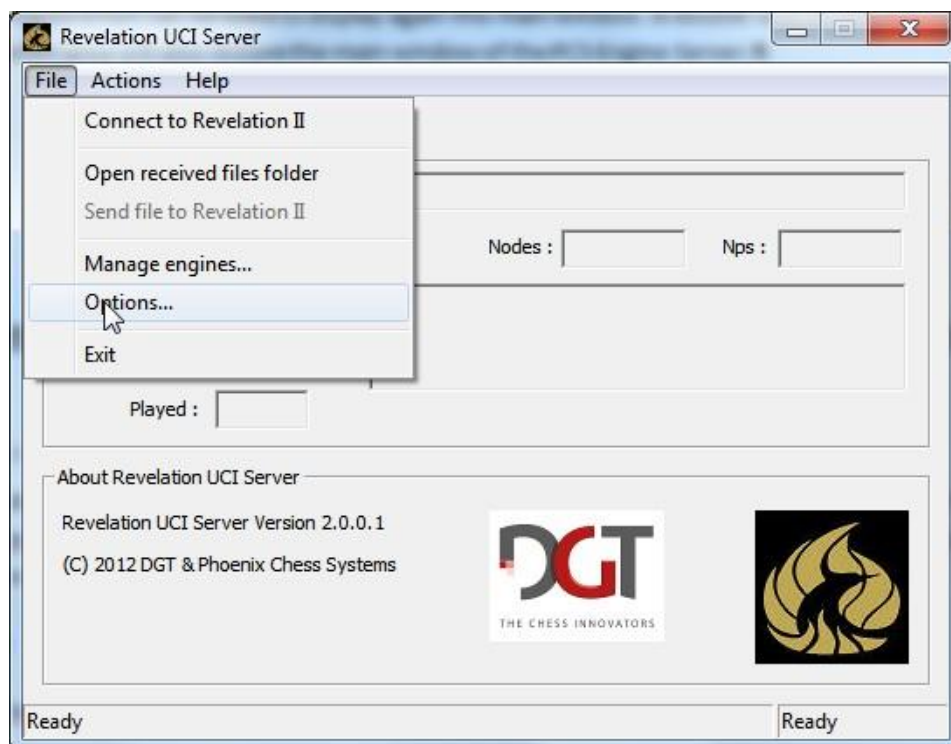 Revelation UCI Server
File Actions Help
Connect to Revelation II
Open received files folder
Send file to Revelation II
Manage engines...
Options...
Exit
Nodes :
Nps :
Played :
About Revelation UCI Server
Revelation UCI Server Version 2.0.0.1
(C) 2012 DGT & Phoenix Chess Systems
DGT
THE CHESS INNOVATORS
Ready
Ready